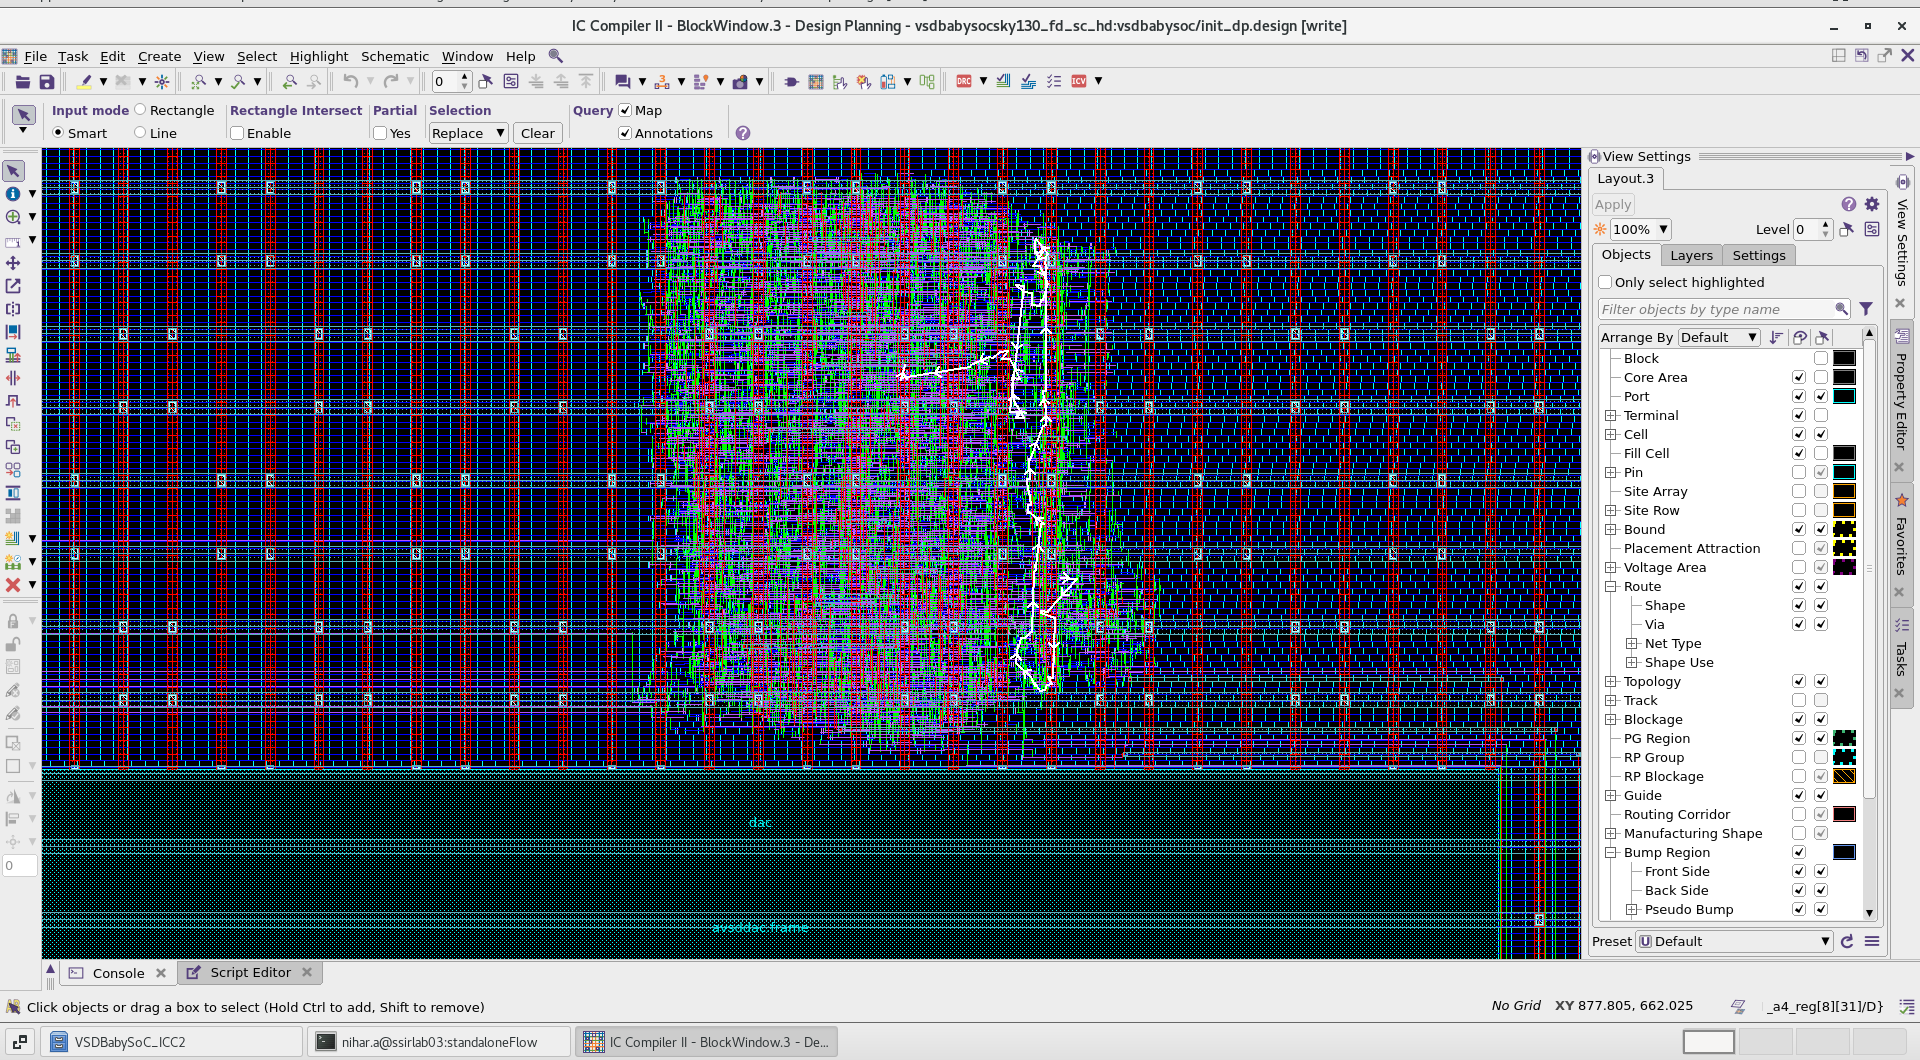 IC Compiler II - BlockWindow.3 - Design Planning - vsdbabysocsky130_fd_sc_hd:vsdbabysoc/init_dp.design [write]
File Task Edit Create View Select Highlight Schematic Window Help
0
DRC ICV
Input mode Rectangle Rectangle Intersect Partial Selection Query Map
Smart Line Enable Yes Replace Clear Annotations
View Settings
Layout.3
Apply
100% Level 0
Objects Layers Settings
Only select highlighted
Filter objects by type name
Arrange By Default
Block
Core Area
Port
Terminal
Cell
Fill Cell
Pin
Site Array
Site Row
Bound
Placement Attraction
Voltage Area
Route
Shape
Via
Net Type
Shape Use
Topology
Track
Blockage
PG Region
RP Group
RP Blockage
Guide
Routing Corridor
Manufacturing Shape
Bump Region
Front Side
Back Side
Pseudo Bump
Preset Default
View Settings
Property Editor
Favorites
Tasks
dac
avsddac.frame
0
Console Script Editor
Click objects or drag a box to select (Hold Ctrl to add, Shift to remove) No Grid XY 877.805, 662.025 _a4_reg[8][31]/D}
VSDBabySoC_ICC2 nihar.a@ssirlab03:standaloneFlow IC Compiler II - BlockWindow.3 - De...